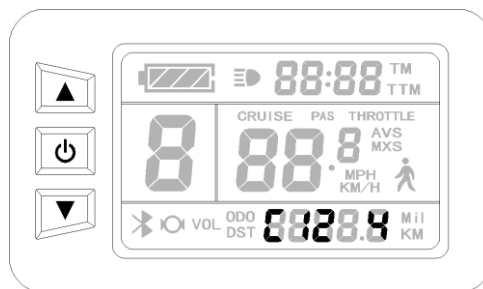 88:88 TM
TTM
8
CRUISE PAS THROTTLE
88.8 AVS
MXS
MPH
KM/H
VOL ODO
DST C12 4 Mil
KM